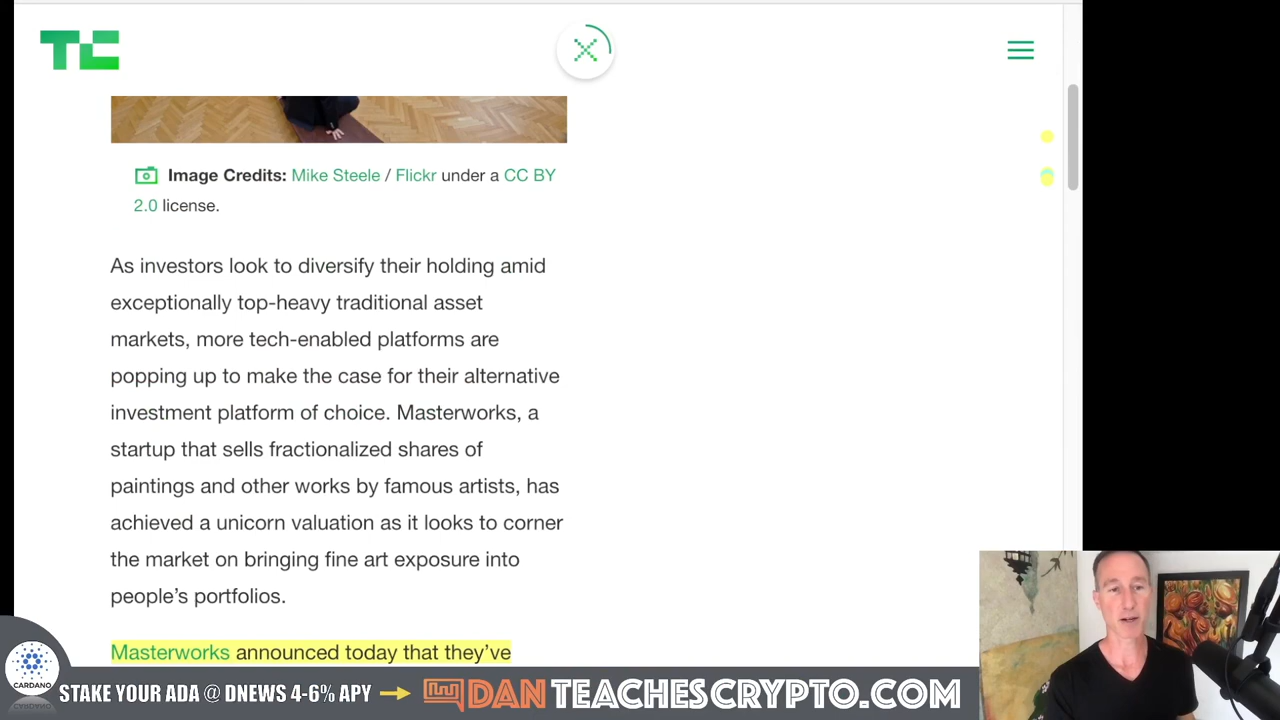 TC
Image Credits: Mike Steele / Flickr under a CC BY
2.0 license.
As investors look to diversify their holding amid
exceptionally top-heavy traditional asset
markets, more tech-enabled platforms are
popping up to make the case for their alternative
investment platform of choice. Masterworks, a
startup that sells fractionalized shares of
paintings and other works by famous artists, has
achieved a unicorn valuation as it looks to corner
the market on bringing fine art exposure into
people's portfolios.
Masterworks announced today that they've
CARDANO
STAKE YOUR ADA @ DNEWS 4-6% APY
DANTEACHESCRYPTO.COM